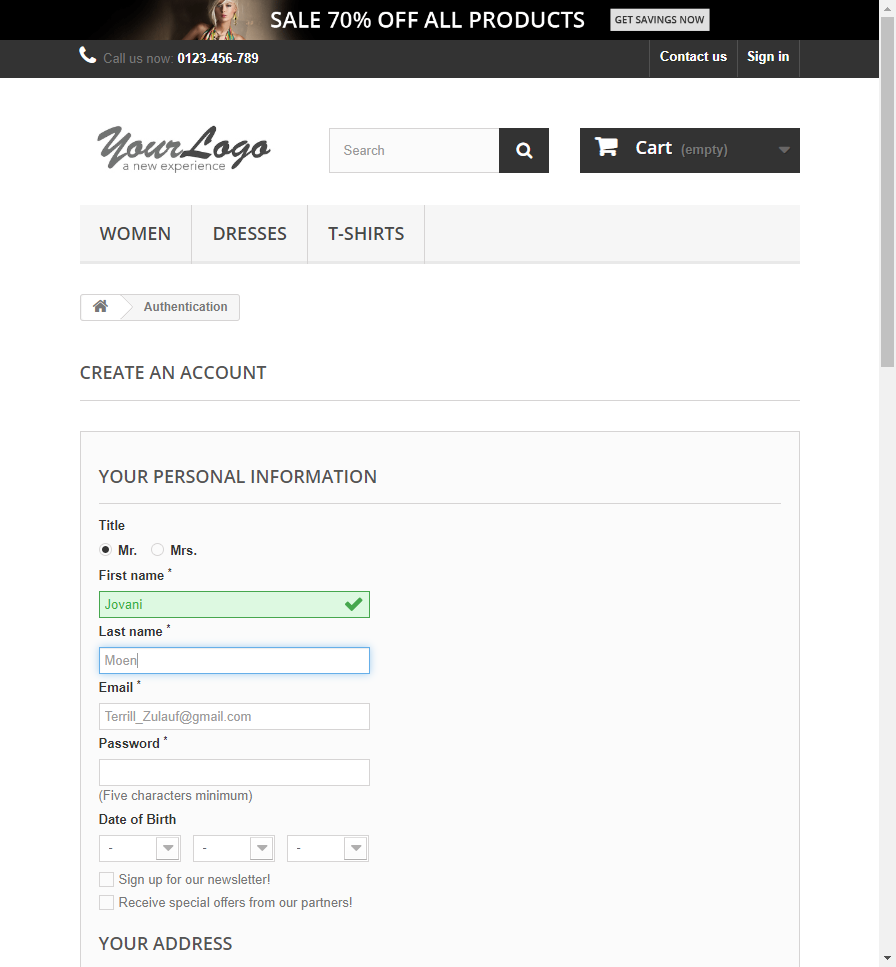 SALE 70% OFF ALL PRODUCTS GET SAVINGS NOW
Call us now: 0123-456-789 Contact us Sign in
YourLogo
a new experience
Search
Cart (empty)
WOMEN DRESSES T-SHIRTS
Authentication
CREATE AN ACCOUNT
YOUR PERSONAL INFORMATION
Title
Mr. Mrs.
First name *
Jovani
Last name *
Moen
Email *
Terrill_Zulauf@gmail.com
Password *
(Five characters minimum)
Date of Birth
- - -
Sign up for our newsletter!
Receive special offers from our partners!
YOUR ADDRESS